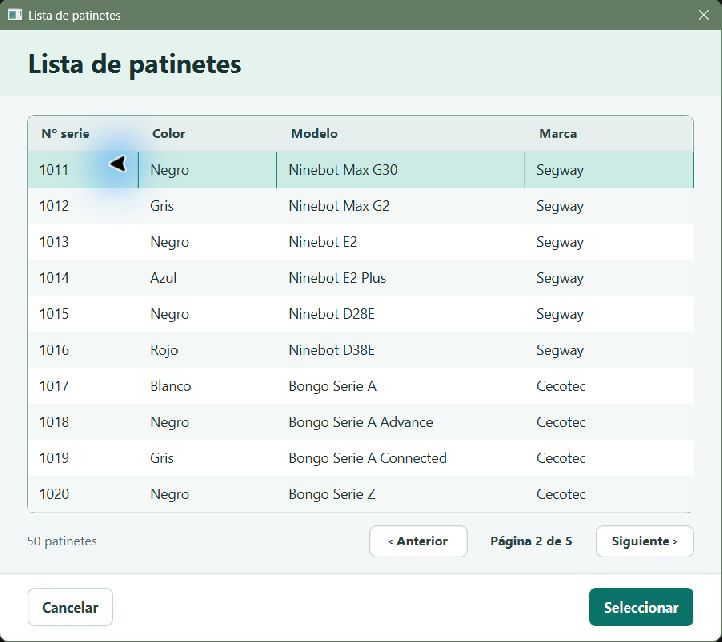 Lista de patinetes
Lista de patinetes
Nº serie Color Modelo Marca
1011 Negro Ninebot Max G30 Segway
1012 Gris Ninebot Max G2 Segway
1013 Negro Ninebot E2 Segway
1014 Azul Ninebot E2 Plus Segway
1015 Negro Ninebot D28E Segway
1016 Rojo Ninebot D38E Segway
1017 Blanco Bongo Serie A Cecotec
1018 Negro Bongo Serie A Advance Cecotec
1019 Gris Bongo Serie A Connected Cecotec
1020 Negro Bongo Serie Z Cecotec
50 patinetes ‹ Anterior Página 2 de 5 Siguiente ›
Cancelar Seleccionar